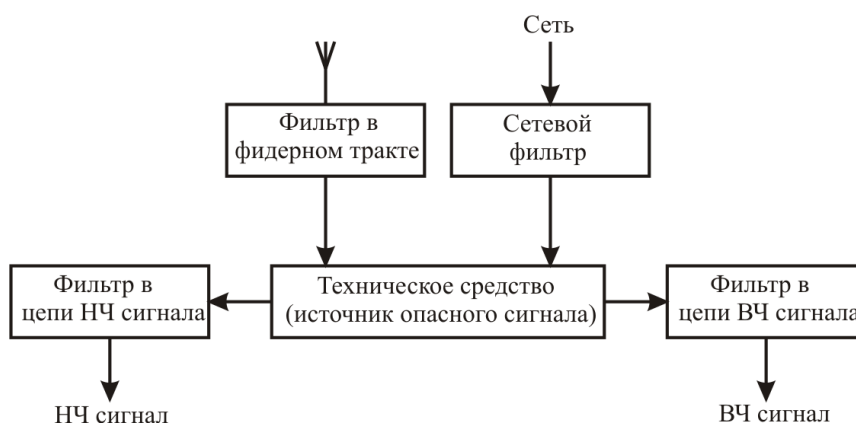 Сеть
Фильтр в
фидерном тракте
Сетевой
фильтр
Фильтр в
цепи НЧ сигнала
Техническое средство
(источник опасного сигнала)
Фильтр в
цепи ВЧ сигнала
НЧ сигнал
ВЧ сигнал